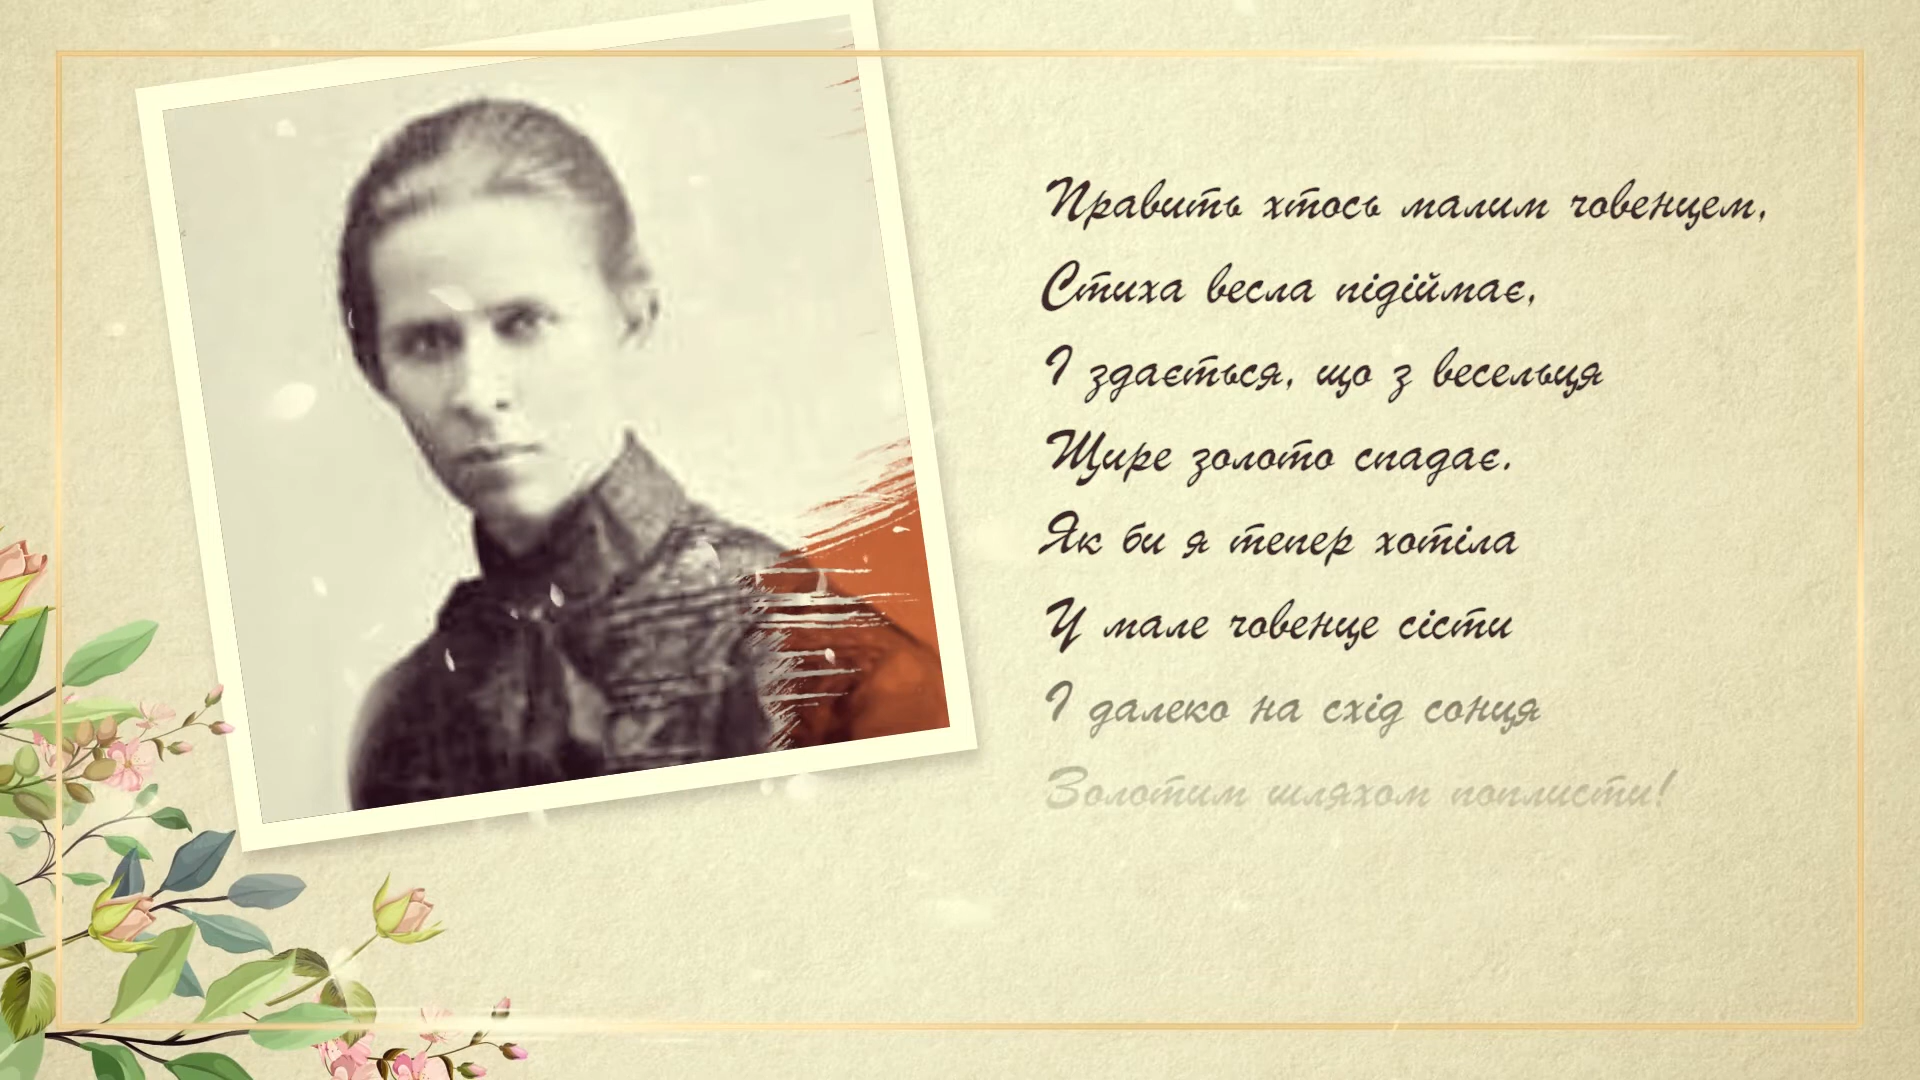 Править хтось малим човенцем,
Стиха весла підіймає,
І здається, що з весельця
Щире золото спадає.
Як би я тепер хотіла
У мале човенце сісти
І далеко на схід сонця
Золотим шляхом поплисти!